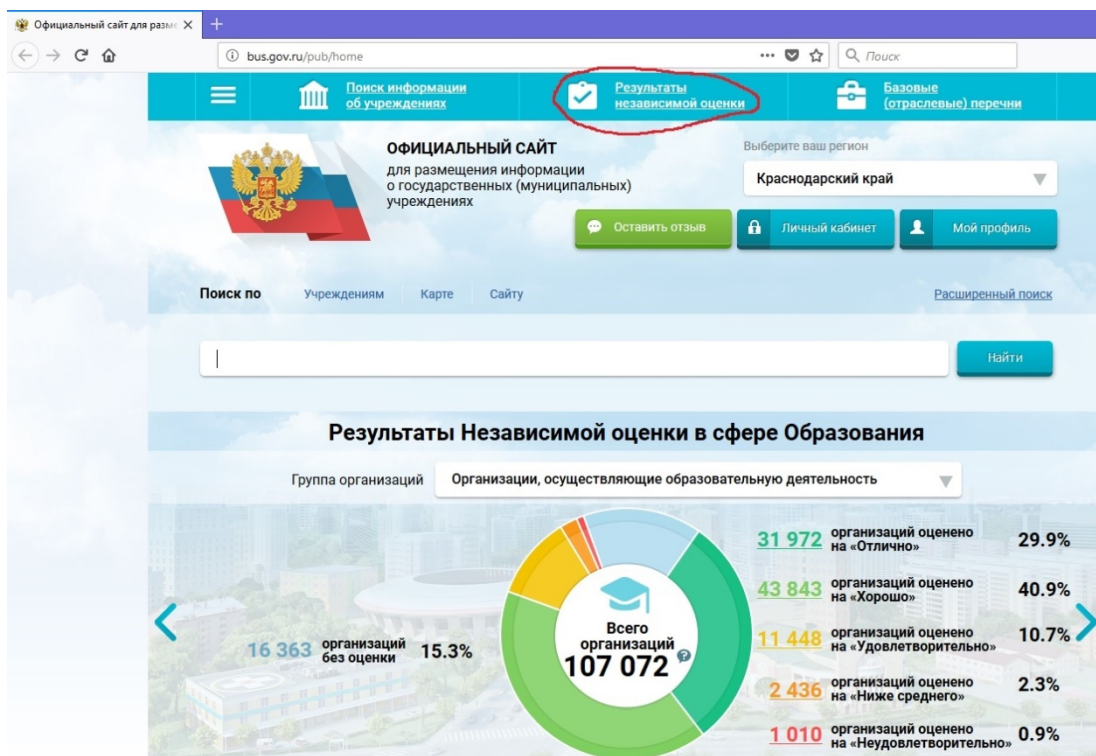 Официальный сайт для разме
bus.gov.ru/pub/home
Поиск
Поиск информации
об учреждениях
Результаты
независимой оценки
Базовые
(отраслевые) перечни
ОФИЦИАЛЬНЫЙ САЙТ
для размещения информации
о государственных (муниципальных)
учреждениях
Выберите ваш регион
Краснодарский край
Оставить отзыв
Личный кабинет
Мой профиль
Поиск по
Учреждениям
Карте
Сайту
Расширенный поиск
Найти
Результаты Независимой оценки в сфере Образования
Группа организаций
Организации, осуществляющие образовательную деятельность
16 363 организаций
без оценки 15.3%
Всего
организаций
107 072
31 972 организаций оценено
на «Отлично» 29.9%
43 843 организаций оценено
на «Хорошо» 40.9%
11 448 организаций оценено
на «Удовлетворительно» 10.7%
2 436 организаций оценено
на «Ниже среднего» 2.3%
1 010 организаций оценено
на «Неудовлетворительно» 0.9%